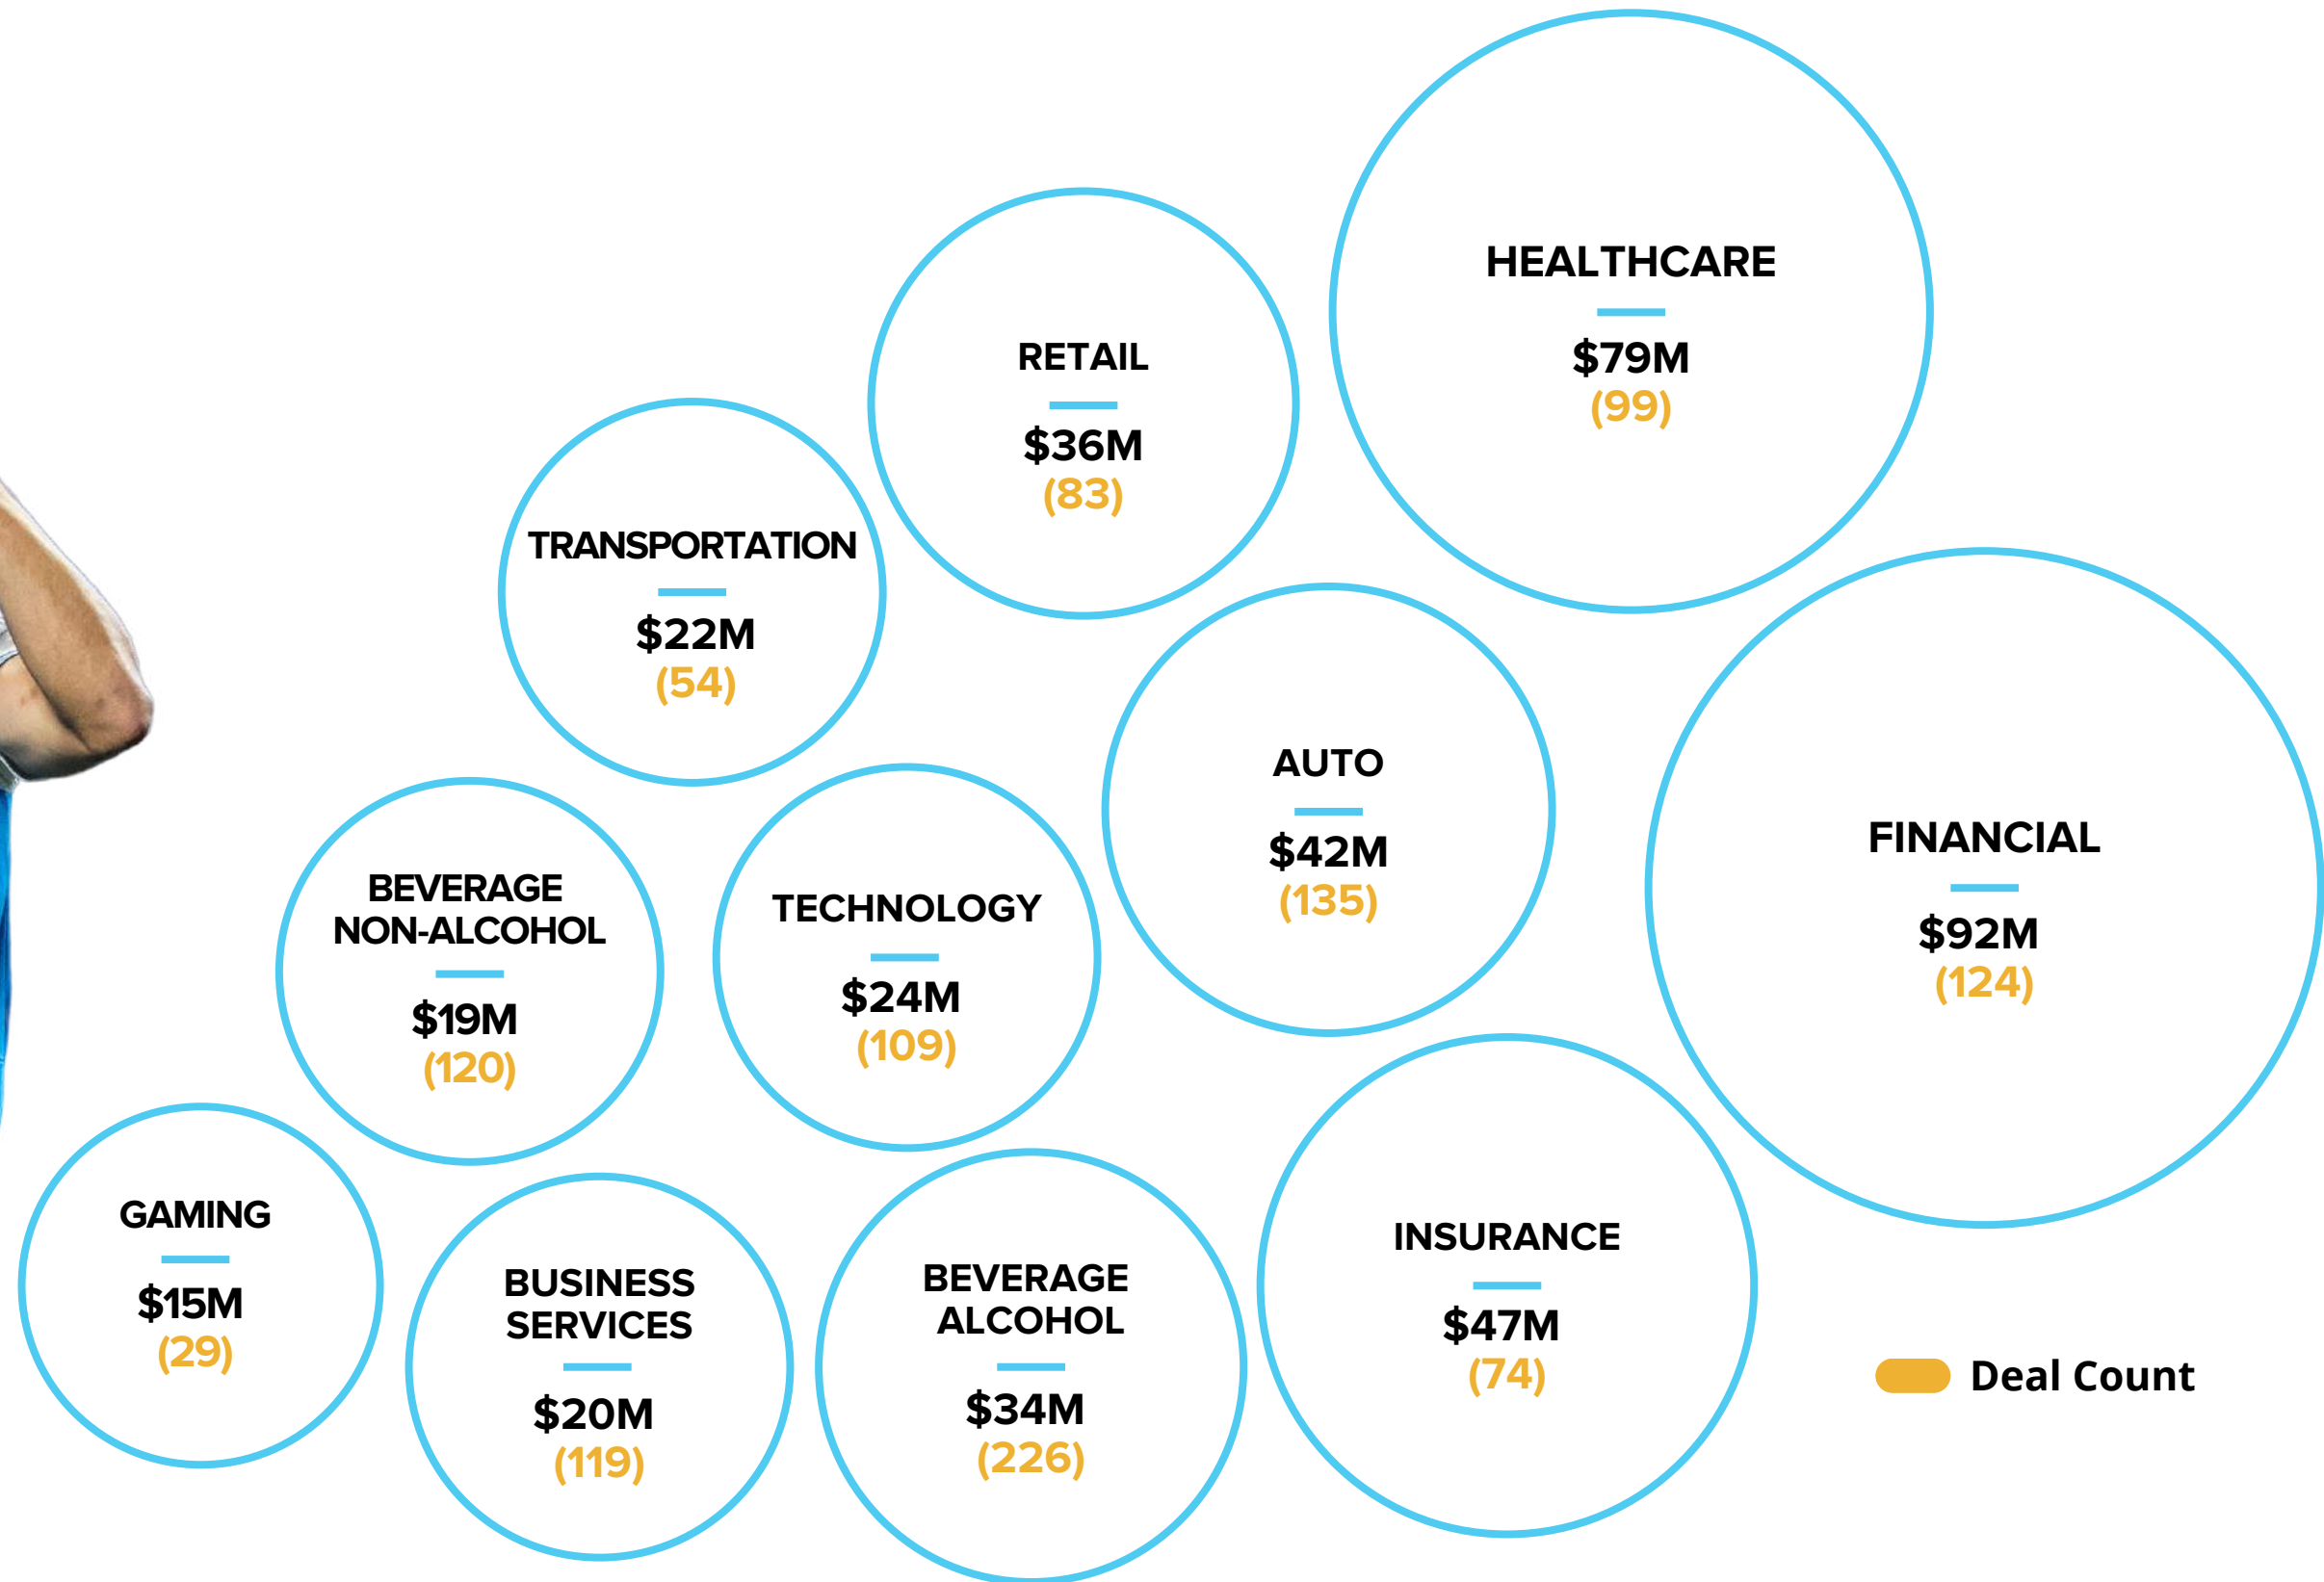 HEALTHCARE
$79M
(99)
RETAIL
$36M
(83)
TRANSPORTATION
$22M
(54)
AUTO
$42M
(135)
FINANCIAL
$92M
(124)
BEVERAGE
NON-ALCOHOL
$19M
(120)
TECHNOLOGY
$24M
(109)
GAMING
$15M
(29)
BUSINESS
SERVICES
$20M
(119)
BEVERAGE
ALCOHOL
$34M
(226)
INSURANCE
$47M
(74)
Deal Count